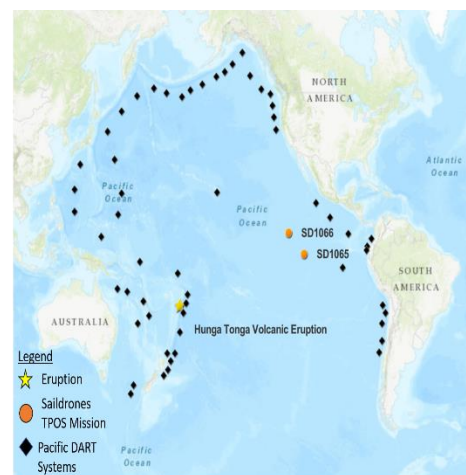 NORTH
AMERICA
Atlantic
Ocean
Pacific
Ocean
Pacific
Ocean
SD1066
SD1065
SOUTH
AMERICA
AUSTRALIA
Hunga Tonga Volcanic Eruption
Legend
Eruption
Saildrones
TPOS Mission
Pacific DART
Systems
Pacific
Ocean